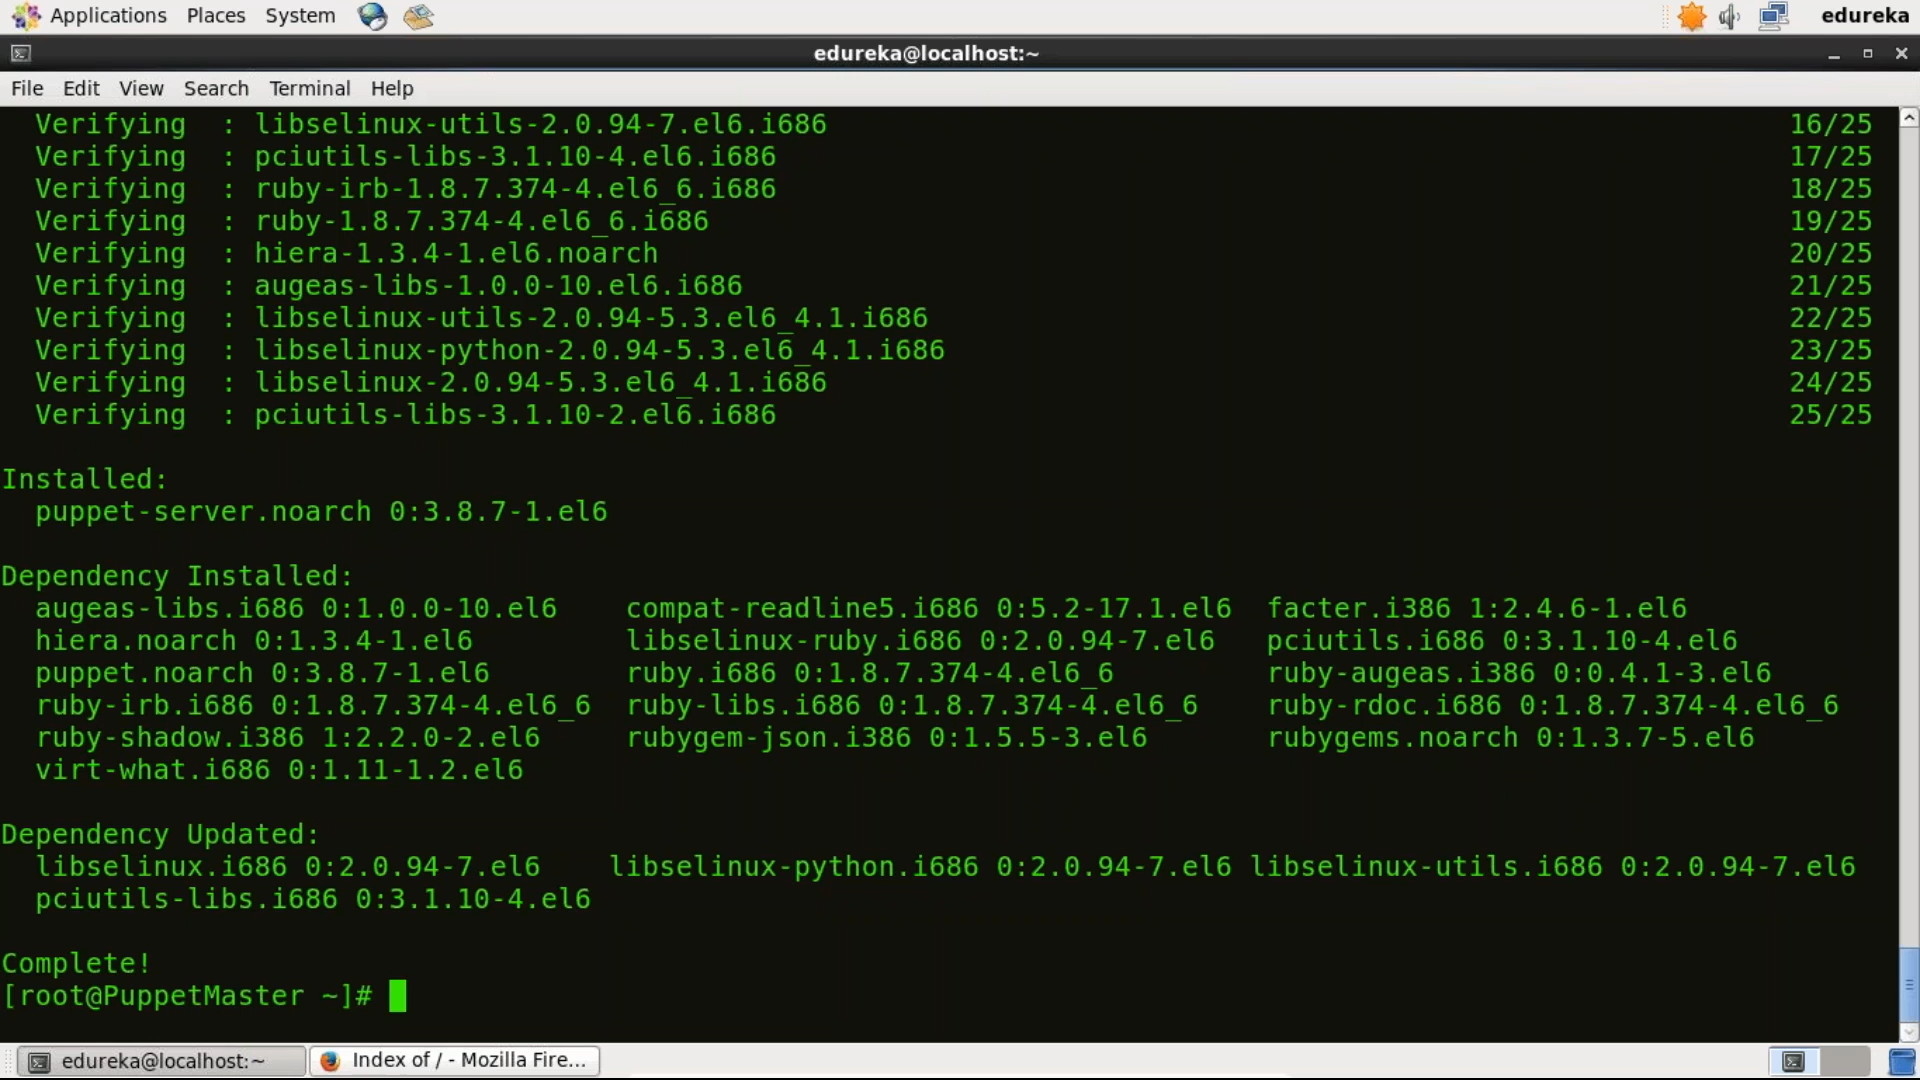 Applications Places System edureka
edureka@localhost:~
File Edit View Search Terminal Help
Verifying : libselinux-utils-2.0.94-7.el6.i686 16/25
Verifying : pciutils-libs-3.1.10-4.el6.i686 17/25
Verifying : ruby-irb-1.8.7.374-4.el6_6.i686 18/25
Verifying : ruby-1.8.7.374-4.el6_6.i686 19/25
Verifying : hiera-1.3.4-1.el6.noarch 20/25
Verifying : augeas-libs-1.0.0-10.el6.i686 21/25
Verifying : libselinux-utils-2.0.94-5.3.el6_4.1.i686 22/25
Verifying : libselinux-python-2.0.94-5.3.el6_4.1.i686 23/25
Verifying : libselinux-2.0.94-5.3.el6_4.1.i686 24/25
Verifying : pciutils-libs-3.1.10-2.el6.i686 25/25
Installed:
puppet-server.noarch 0:3.8.7-1.el6
Dependency Installed:
augeas-libs.i686 0:1.0.0-10.el6 compat-readline5.i686 0:5.2-17.1.el6 facter.i386 1:2.4.6-1.el6
hiera.noarch 0:1.3.4-1.el6 libselinux-ruby.i686 0:2.0.94-7.el6 pciutils.i686 0:3.1.10-4.el6
puppet.noarch 0:3.8.7-1.el6 ruby.i686 0:1.8.7.374-4.el6_6 ruby-augeas.i386 0:0.4.1-3.el6
ruby-irb.i686 0:1.8.7.374-4.el6_6 ruby-libs.i686 0:1.8.7.374-4.el6_6 ruby-rdoc.i686 0:1.8.7.374-4.el6_6
ruby-shadow.i386 1:2.2.0-2.el6 rubygem-json.i386 0:1.5.5-3.el6 rubygems.noarch 0:1.3.7-5.el6
virt-what.i686 0:1.11-1.2.el6
Dependency Updated:
libselinux.i686 0:2.0.94-7.el6 libselinux-python.i686 0:2.0.94-7.el6 libselinux-utils.i686 0:2.0.94-7.el6
pciutils-libs.i686 0:3.1.10-4.el6
Complete!
[root@PuppetMaster ~]#
edureka@localhost:~ Index of / - Mozilla Fire...